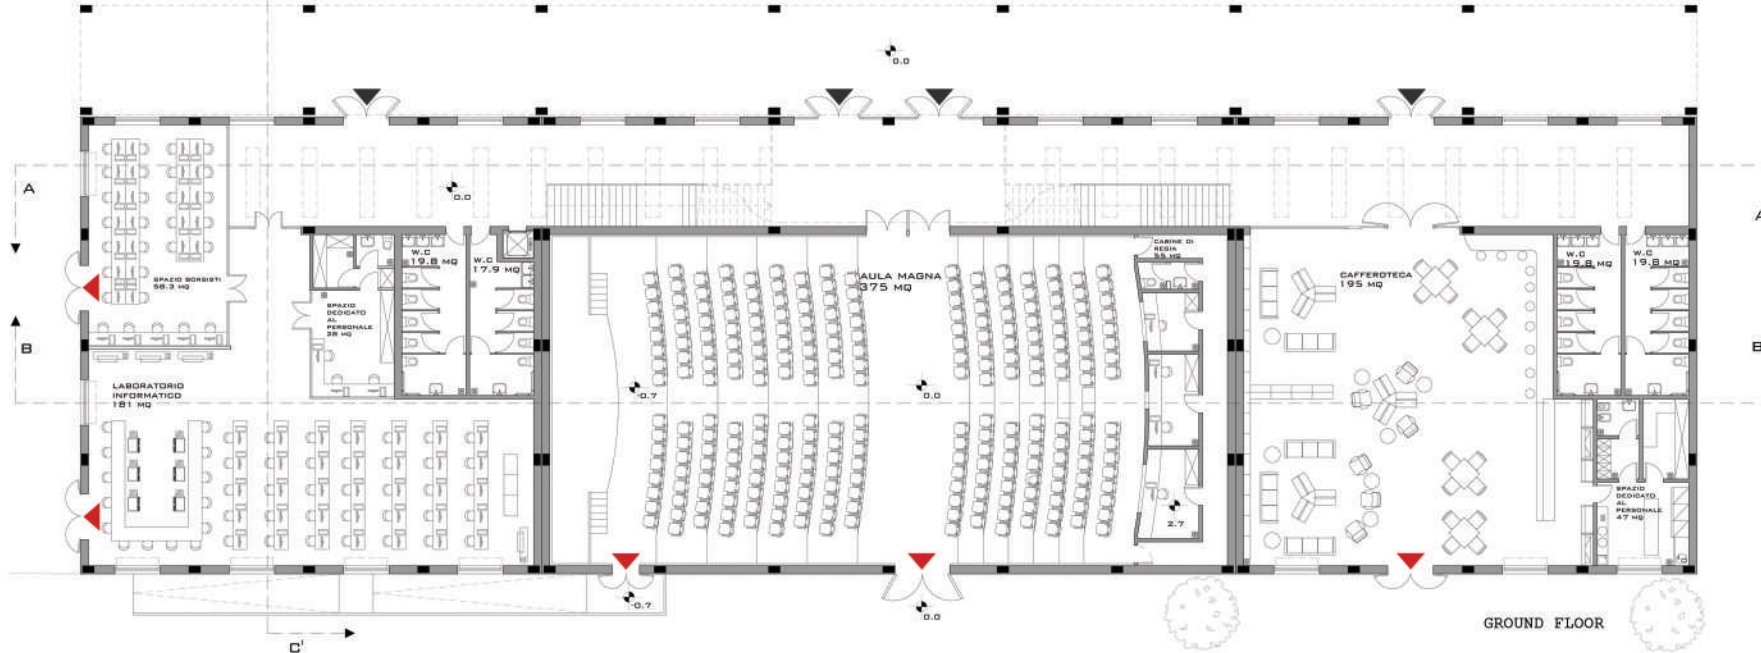 0.0
A
0.0
W.C
19.8 MQ
W.C
17.9 MQ
SPAZIO BORSISTI
58.3 MQ
SPAZIO
DEDICATO
AL
PERSONALE
28 MQ
AULA MAGNA
375 MQ
CABINE DI
REGIA
55 MQ
CAFFEROTECA
195 MQ
W.C
19.8 MQ
W.C
19.8 MQ
A
B
B
LABORATORIO
INFORMATICO
181 MQ
-0.7
0.0
2.7
SPAZIO
DEDICATO
AL
PERSONALE
47 MQ
-0.7
0.0
C'
GROUND FLOOR